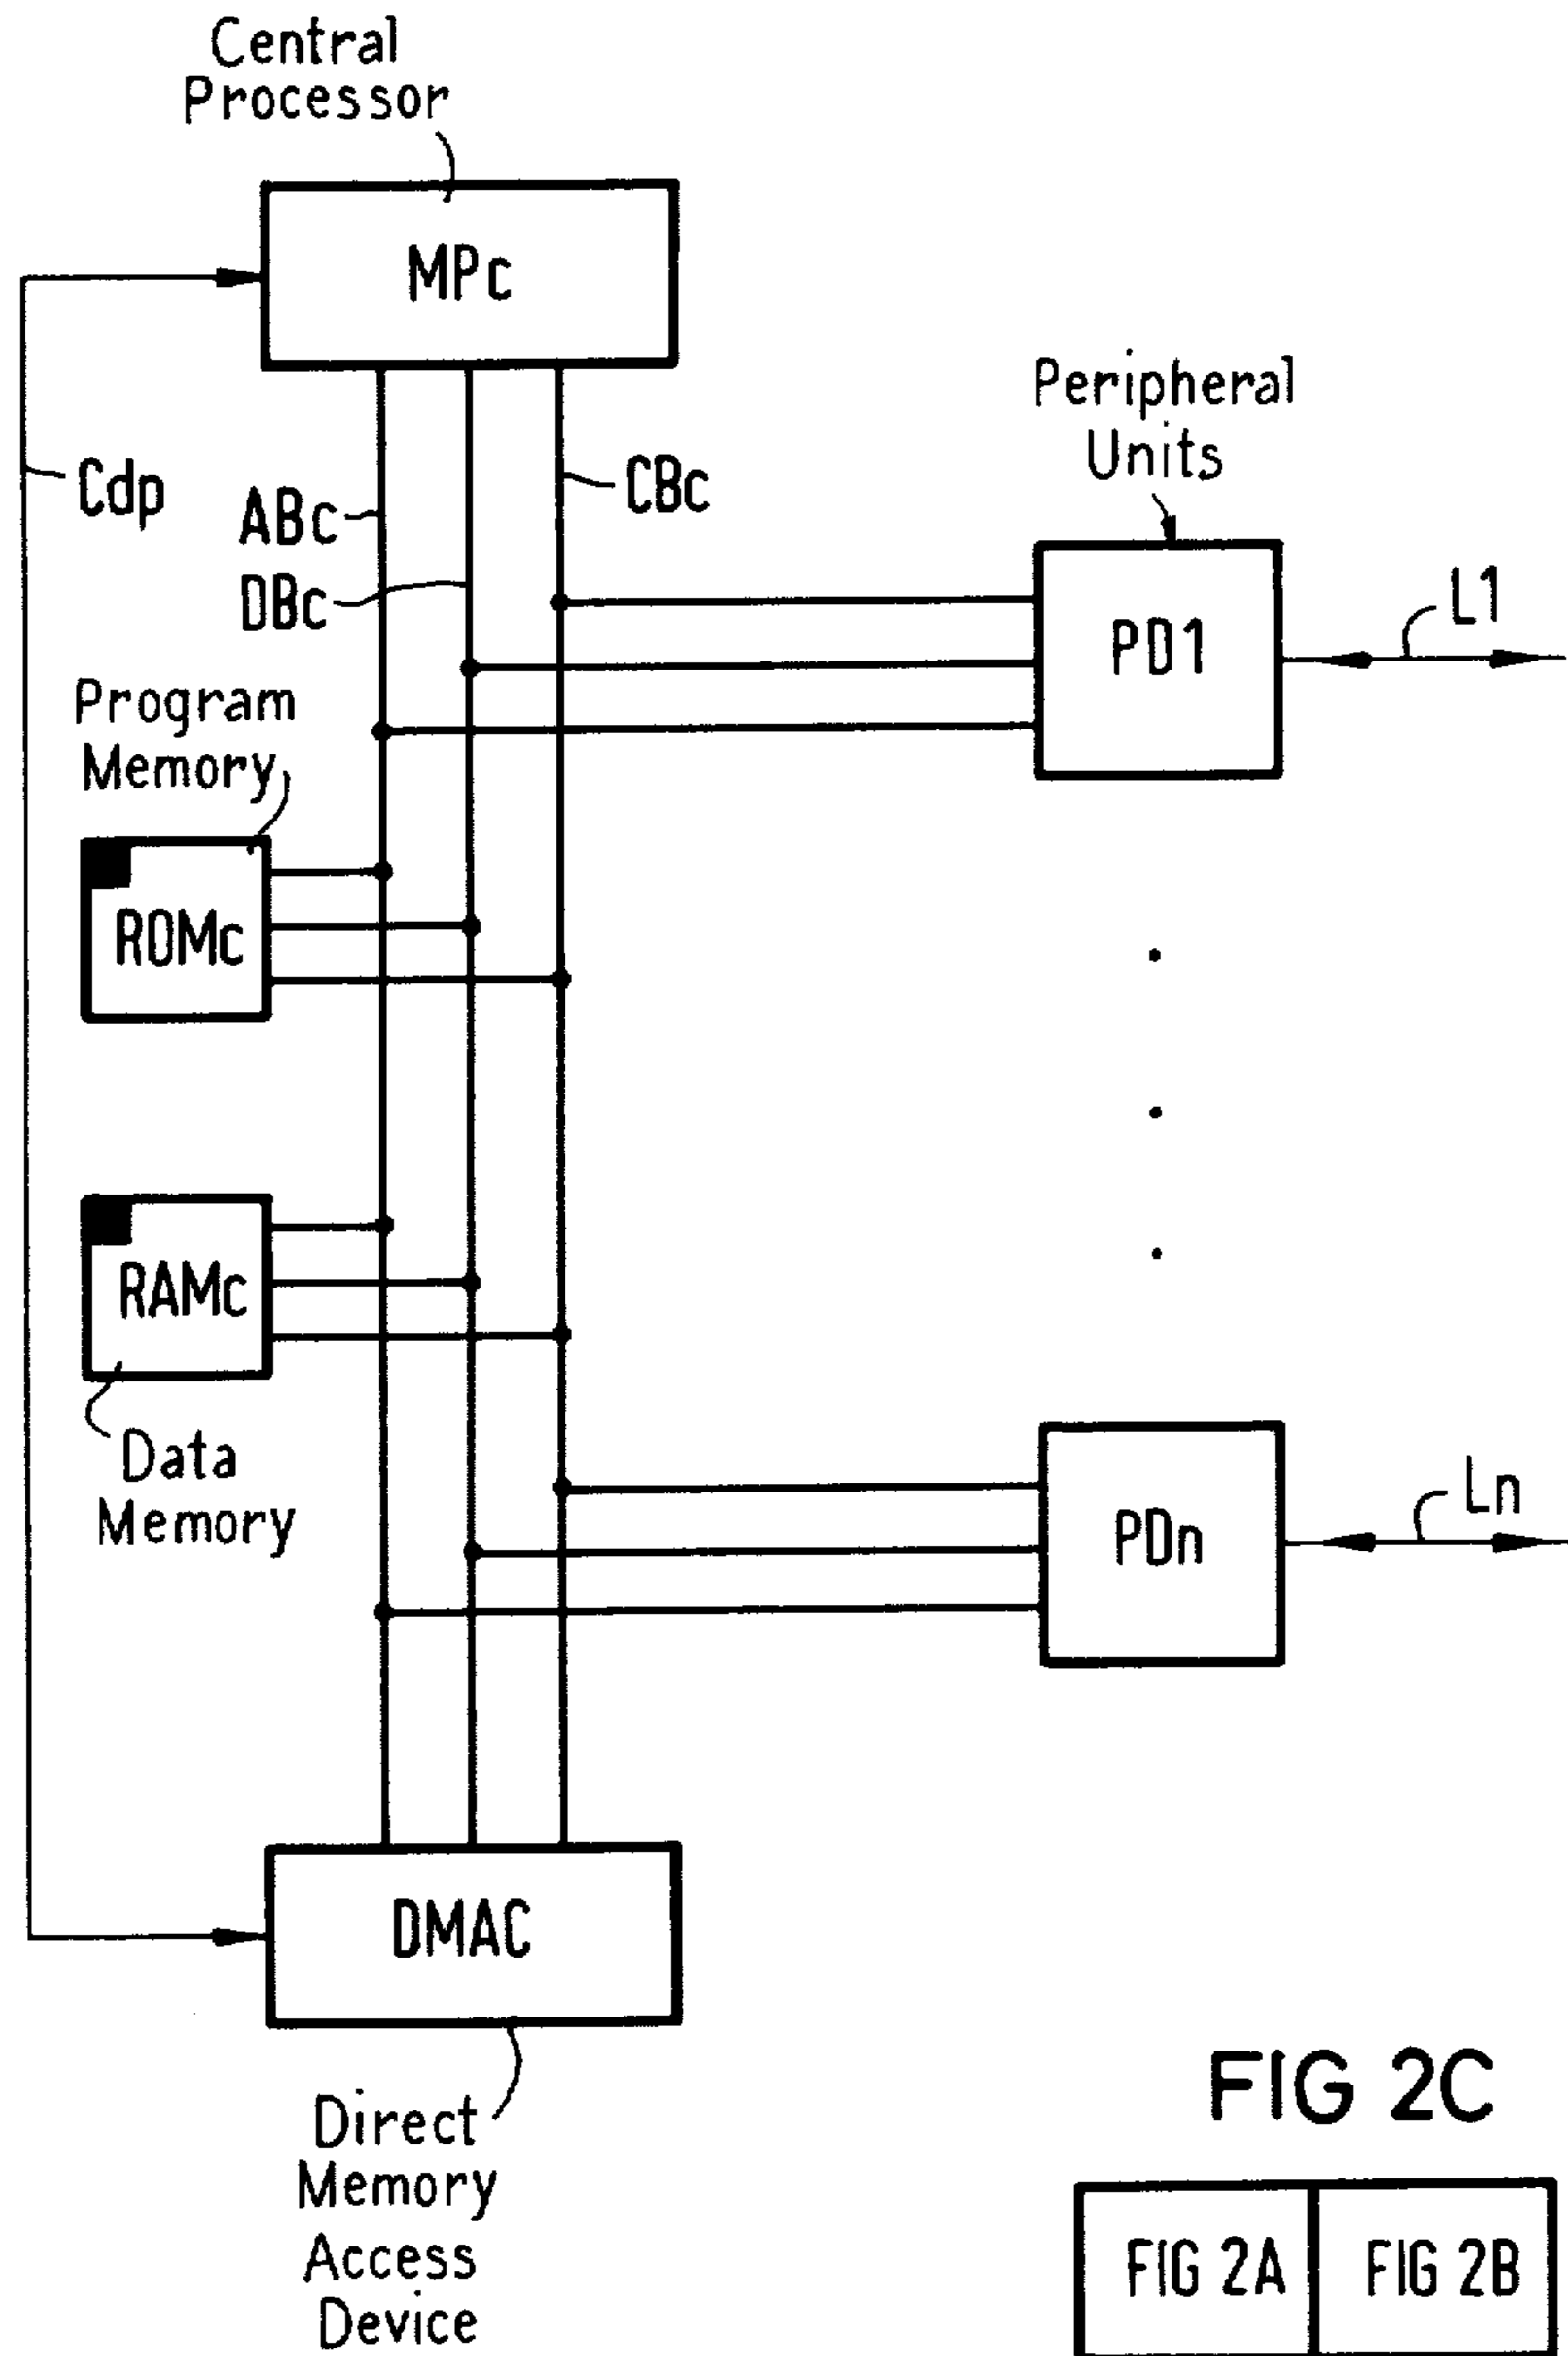 Central
Processor
MPc
Cdp
ABc
CBc
DBc
Peripheral
Units
PD1
L1
Program
Memory
ROMc
RAMc
Data
Memory
PDn
Ln
DMAC
Direct
Memory
Access
Device
FIG 2C
FIG 2A
FIG 2B